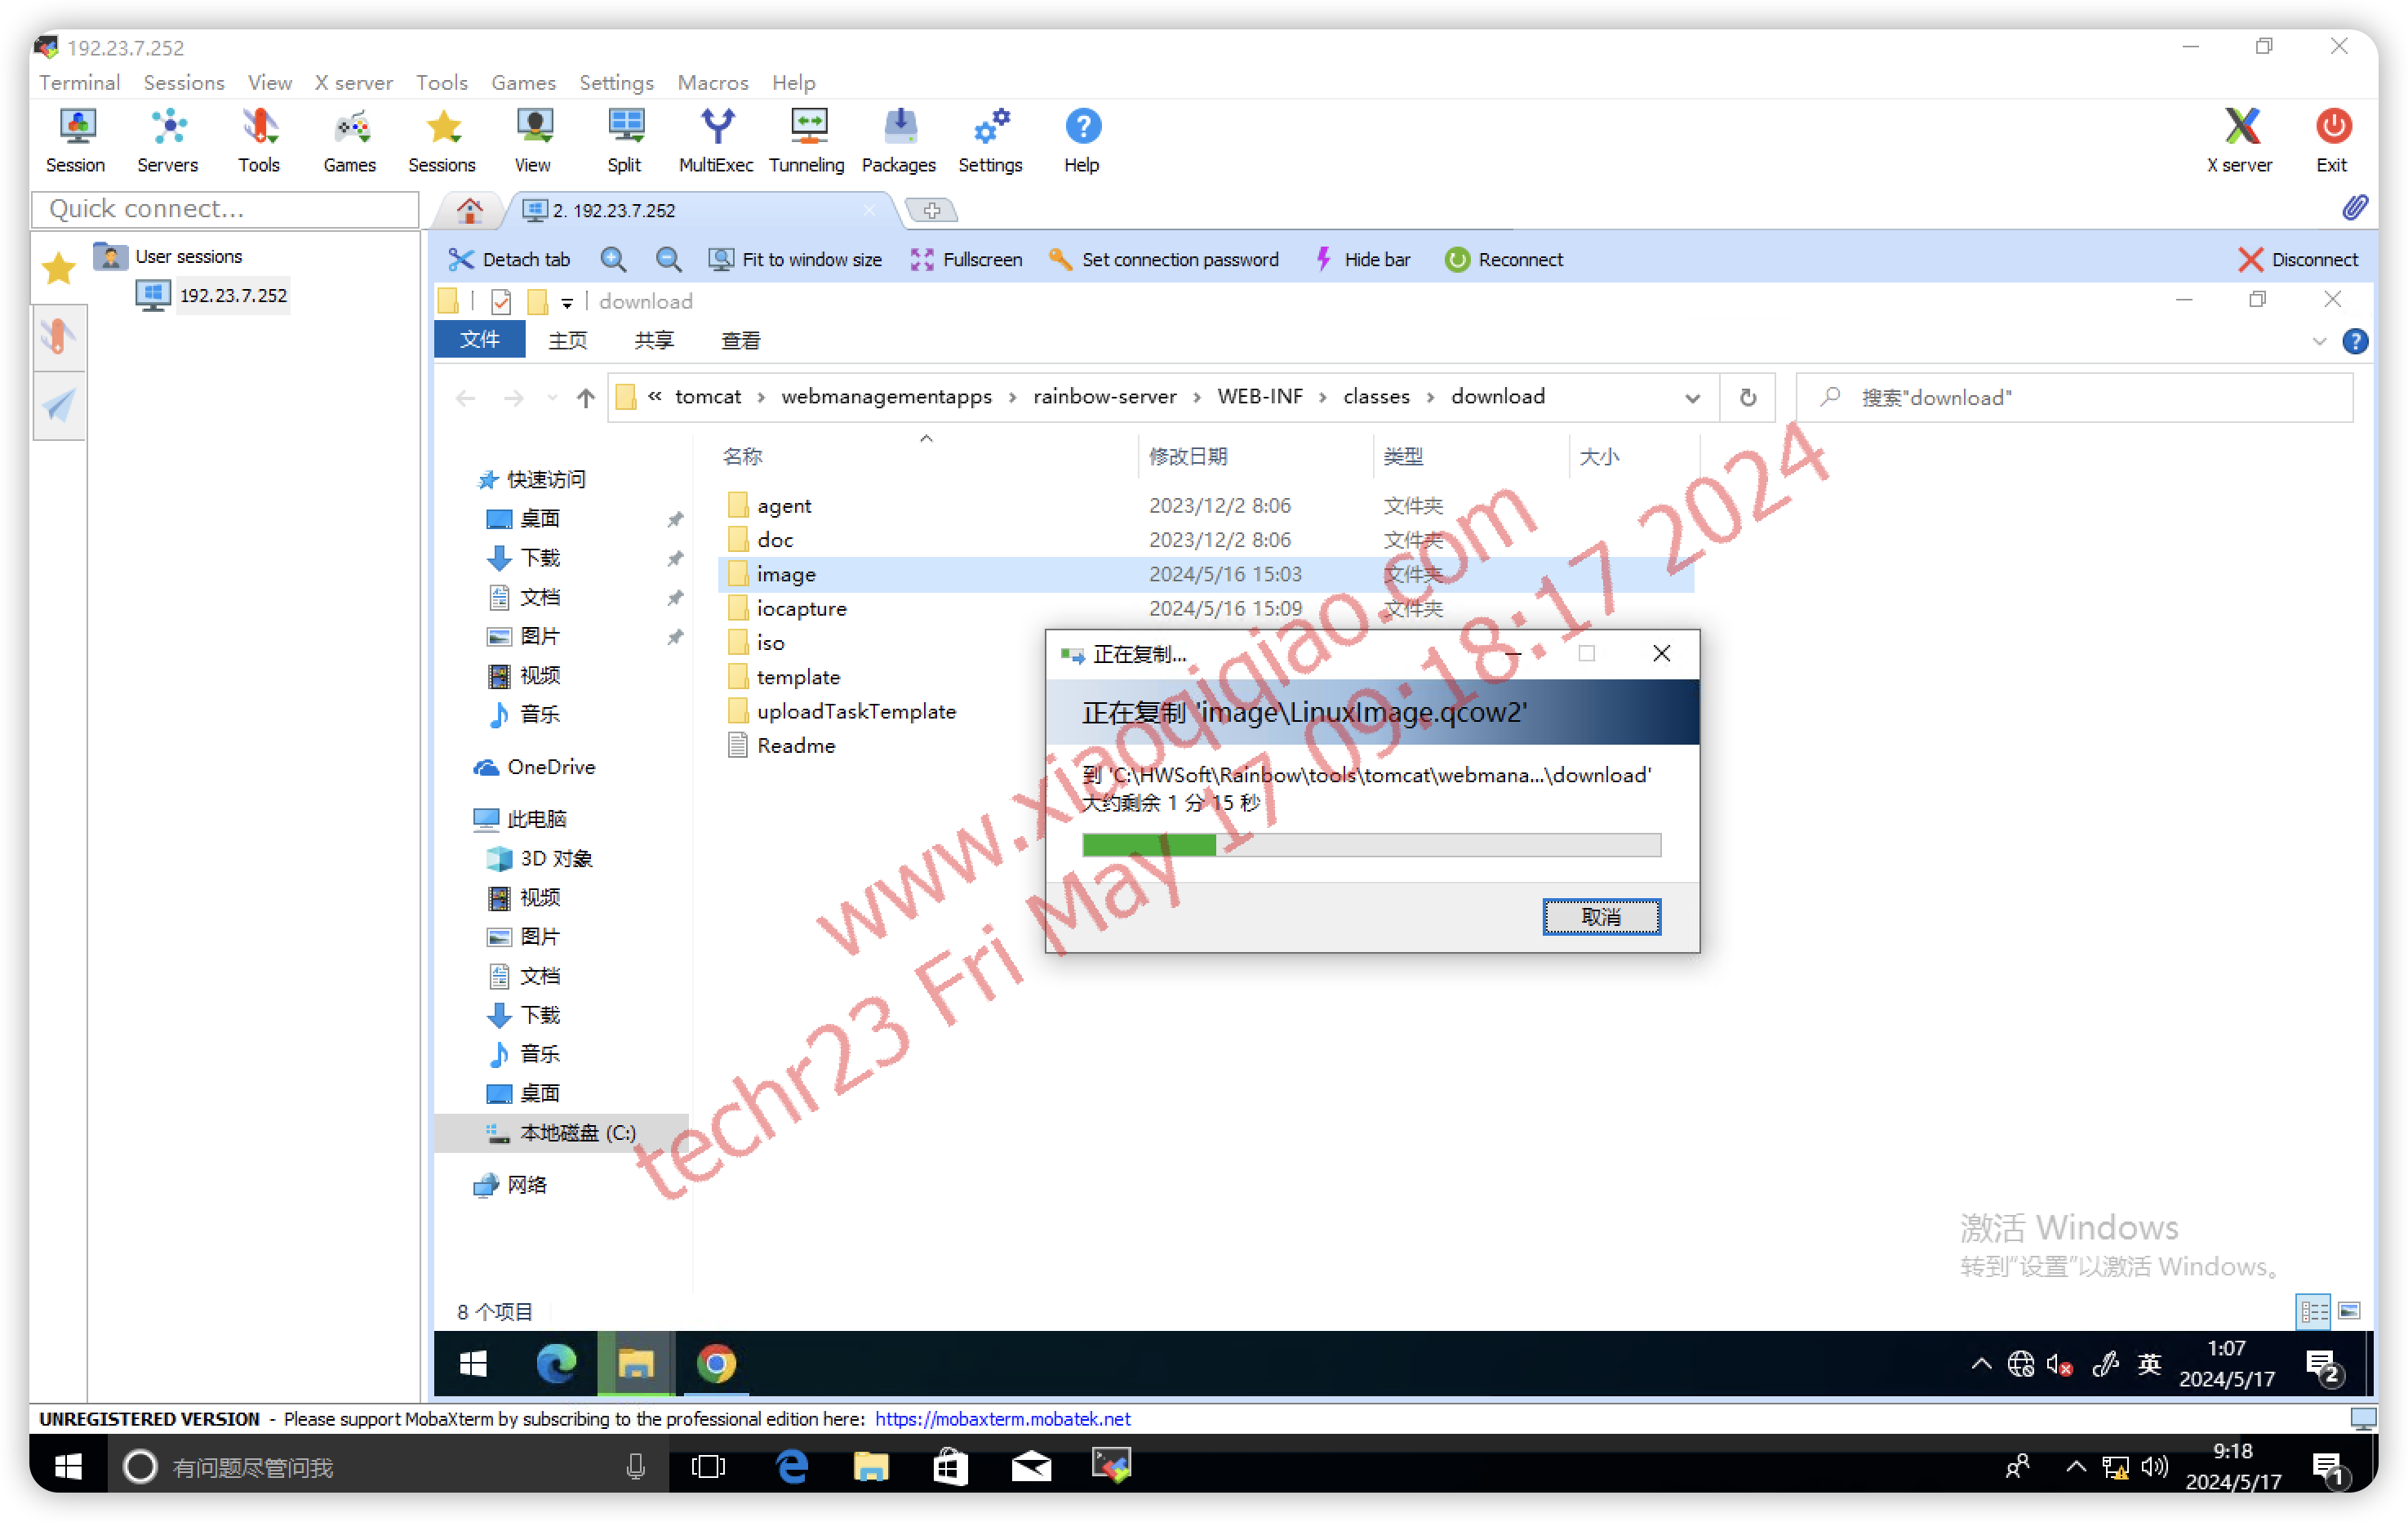 192.23.7.252
Terminal Sessions View X server Tools Games Settings Macros Help
Session Servers Tools Games Sessions View Split MultiExec Tunneling Packages Settings Help X server Exit
Quick connect...
2. 192.23.7.252
User sessions
192.23.7.252
Detach tab Fit to window size Fullscreen Set connection password Hide bar Reconnect Disconnect
download
文件 主页 共享 查看
« tomcat › webmanagementapps › rainbow-server › WEB-INF › classes › download
搜索"download"
名称 修改日期 类型 大小
快速访问
桌面
下载
文档
图片
视频
音乐
OneDrive
此电脑
3D 对象
视频
图片
文档
下载
音乐
桌面
本地磁盘 (C:)
网络
agent 2023/12/2 8:06 文件夹
doc 2023/12/2 8:06 文件夹
image 2024/5/16 15:03 文件夹
iocapture 2024/5/16 15:09 文件夹
iso
template
uploadTaskTemplate
Readme
正在复制...
正在复制 'image\LinuxImage.qcow2'
到 'C:\HWSoft\Rainbow\tools\tomcat\webmana...\download'
大约剩余 1 分 15 秒
取消
www.xiaoqiqiao.com
techr23 Fri May 17 09:18:17 2024
激活 Windows
转到"设置"以激活 Windows。
8 个项目
英
1:07
2024/5/17
2
UNREGISTERED VERSION - Please support MobaXterm by subscribing to the professional edition here: https://mobaxterm.mobatek.net
有问题尽管问我
9:18
2024/5/17
1